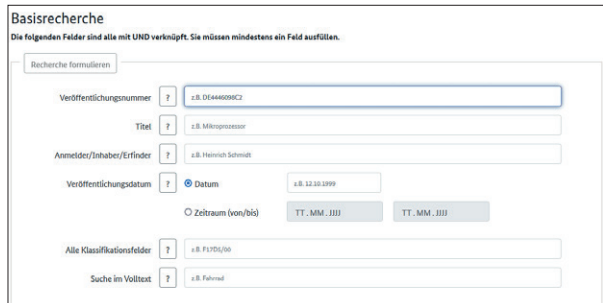 Basisrecherche
Die folgenden Felder sind alle mit UND verknüpft. Sie müssen mindestens ein Feld ausfüllen.
Recherche formulieren
Veröffentlichungsnummer ? z.B. DE4446098C2
Titel ? z.B. Mikroprozessor
Anmelder/Inhaber/Erfinder ? z.B. Heinrich Schmidt
Veröffentlichungsdatum ? Datum z.B. 12.10.1999
Zeitraum (von/bis) TT.MM.JJJJ TT.MM.JJJJ
Alle Klassifikationsfelder ? z.B. F17D5/00
Suche im Volltext ? z.B. Fahrrad